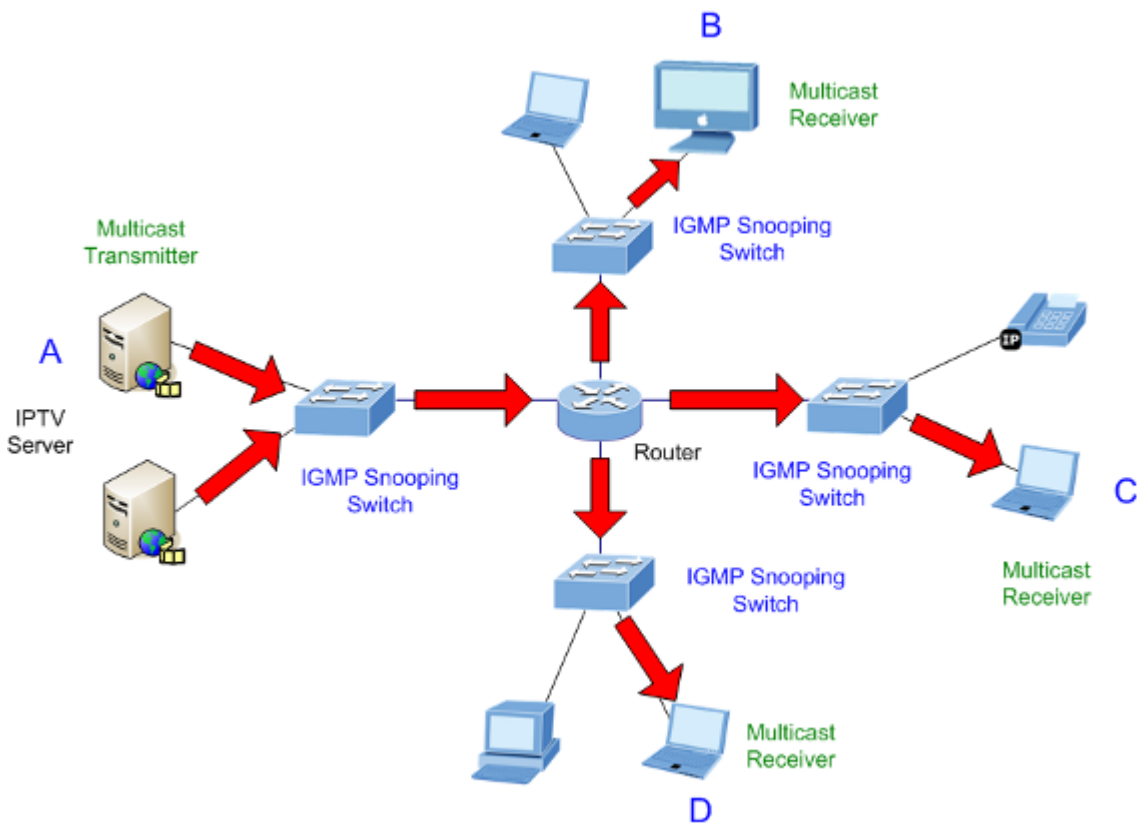 B
Multicast
Receiver
IGMP Snooping
Switch
Multicast
Transmitter
A
IPTV
Server
IGMP Snooping
Switch
Router
IP
IGMP Snooping
Switch
C
Multicast
Receiver
IGMP Snooping
Switch
Multicast
Receiver
D